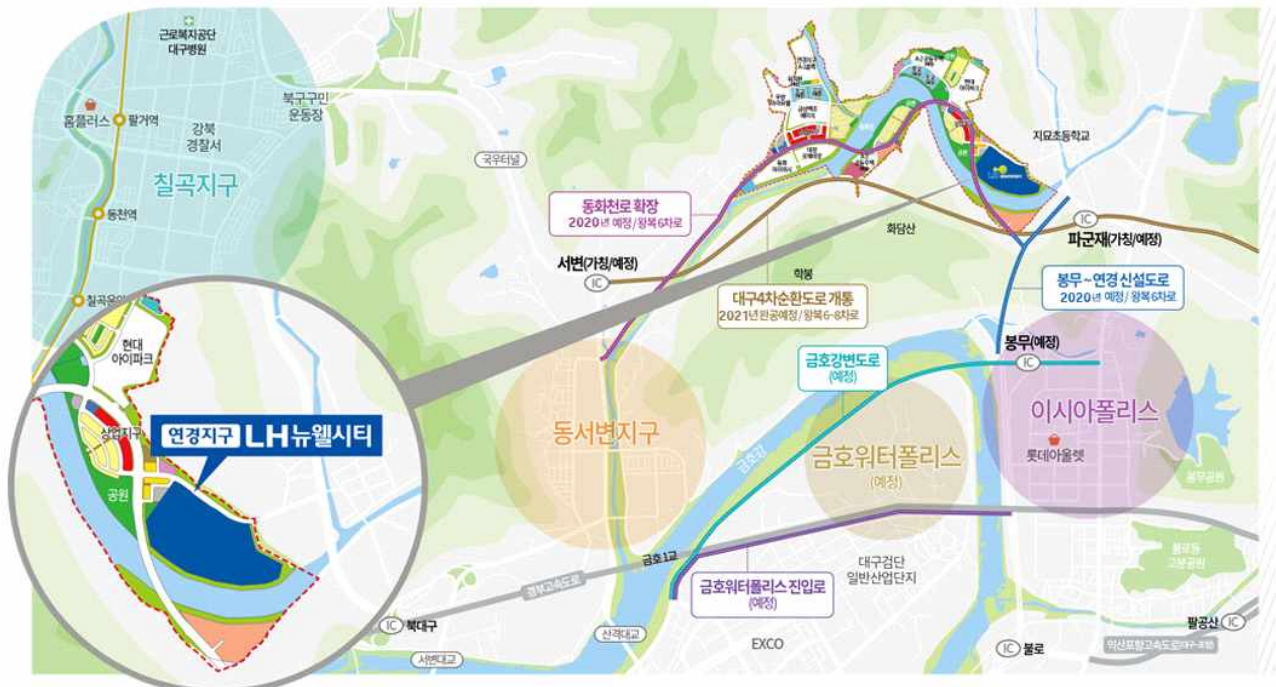 근로복지공단
대구병원
북구구민
운동장
홈플러스
팔거역
강북
경찰서
칠곡지구
국우터널
동천역
지묘초등학교
현대
아이파크
공원
동화천로 확장
2020년 예정/왕복6차로
서변(가칭/예정)
IC
화담산
학봉
IC
파군재(가칭/예정)
대구4차순환도로 개통
2021년완공예정/왕복6-8차로
봉무~연경 신설도로
2020년 예정/왕복6차로
봉무(예정)
IC
금호강변도로
(예정)
현대
아이파크
상업지구
연경지구 LH뉴웰시티
공원
동서변지구
금호강
금호워터폴리스
(예정)
이시아폴리스
롯데아울렛
봉무공원
불로동
고분공원
금호1교
경부고속도로
대구검단
일반산업단지
금호워터폴리스 진입로
(예정)
IC 북대구
산격대교
서변대교
EXCO
IC 불로
팔공산 IC